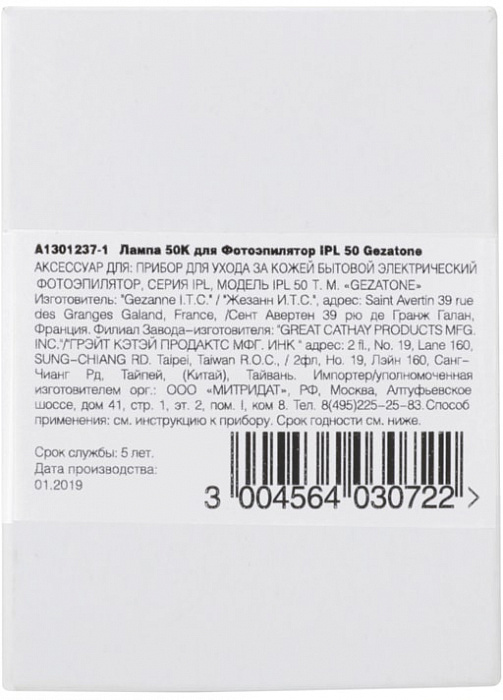 A1301237-1 Лампа 50K для Фотоэпилятор IPL 50 Gezatone
АКСЕССУАР ДЛЯ: ПРИБОР ДЛЯ УХОДА ЗА КОЖЕЙ БЫТОВОЙ ЭЛЕКТРИЧЕСКИЙ
ФОТОЭПИЛЯТОР, СЕРИЯ IPL, МОДЕЛЬ IPL 50 Т. М. «GEZATONE»
Изготовитель: "Gezanne I.T.C." / "Жезанн И.Т.С.", адрес: Saint Avertin 39 rue
des Granges Galand, France, /Сент Авертен 39 рю де Гранж Галан,
Франция. Филиал Завода–изготовителя: "GREAT CATHAY PRODUCTS MFG.
INC."/"ГРЭЙТ КЭТЭЙ ПРОДАКТС МФГ. ИНК " адрес: 2 fl., No. 19, Lane 160,
SUNG–CHIANG RD. Taipei, Taiwan R.O.C., / 2фл, Но. 19, Лэйн 160, Санг-
Чианг Рд, Тайпей, (Китай), Тайвань. Импортер/уполномоченная
изготовителем орг.: ООО «МИТРИДАТ», РФ, Москва, Алтуфьевское
шоссе, дом 41, стр. 1, эт. 2, пом. I, ком 8. Тел. 8(495)225–25–83.Способ
применения: см. инструкцию к прибору. Срок годности см. ниже.
Срок службы: 5 лет.
Дата производства:
01.2019
3 004564 030722 >